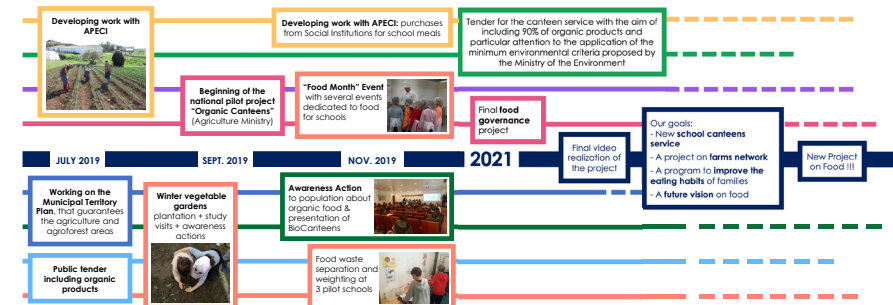 Developing work with
APECI
Developing work with APECI: purchases
from Social Institutions for school meals
Tender for the canteen service with the aim of
including 90% of organic products and
particular attention to the application of the
minimum environmental criteria proposed by
the Ministry of the Environment
Beginning of the
national pilot project
"Organic Canteens"
(Agriculture Ministry)
"Food Month" Event
with several events
dedicated to food
for schools
Final food
governance
project
Our goals:
- New school canteens
service
- A project on farms network
- A program to improve the
eating habits of families
- A future vision on food
Final video
realization of
the project
New Project
on Food !!!
JULY 2019
SEPT. 2019
NOV. 2019
2021
Working on the
Municipal Territory
Plan, that guarantees
the agriculture and
agroforest areas
Winter vegetable
gardens
plantation + study
visits + awareness
actions
Awareness Action
to population about
organic food &
presentation of
BioCanteens
Public tender
including organic
products
Food waste
separation and
weighting at
3 pilot schools